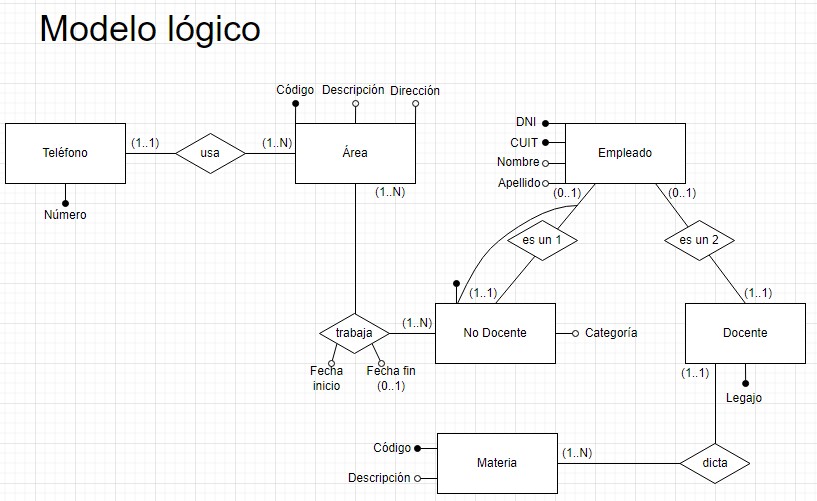 Modelo lógico
Código
Descripción
Dirección
Teléfono
(1..1)
usa
(1..N)
Área
(1..N)
Número
DNI
CUIT
Nombre
Apellido
Empleado
(0..1)
(0..1)
es un 1
es un 2
(1..1)
(1..1)
trabaja
(1..N)
No Docente
Categoría
Docente
Fecha
inicio
Fecha fin
(0..1)
(1..1)
Legajo
Código
Descripción
Materia
(1..N)
dicta